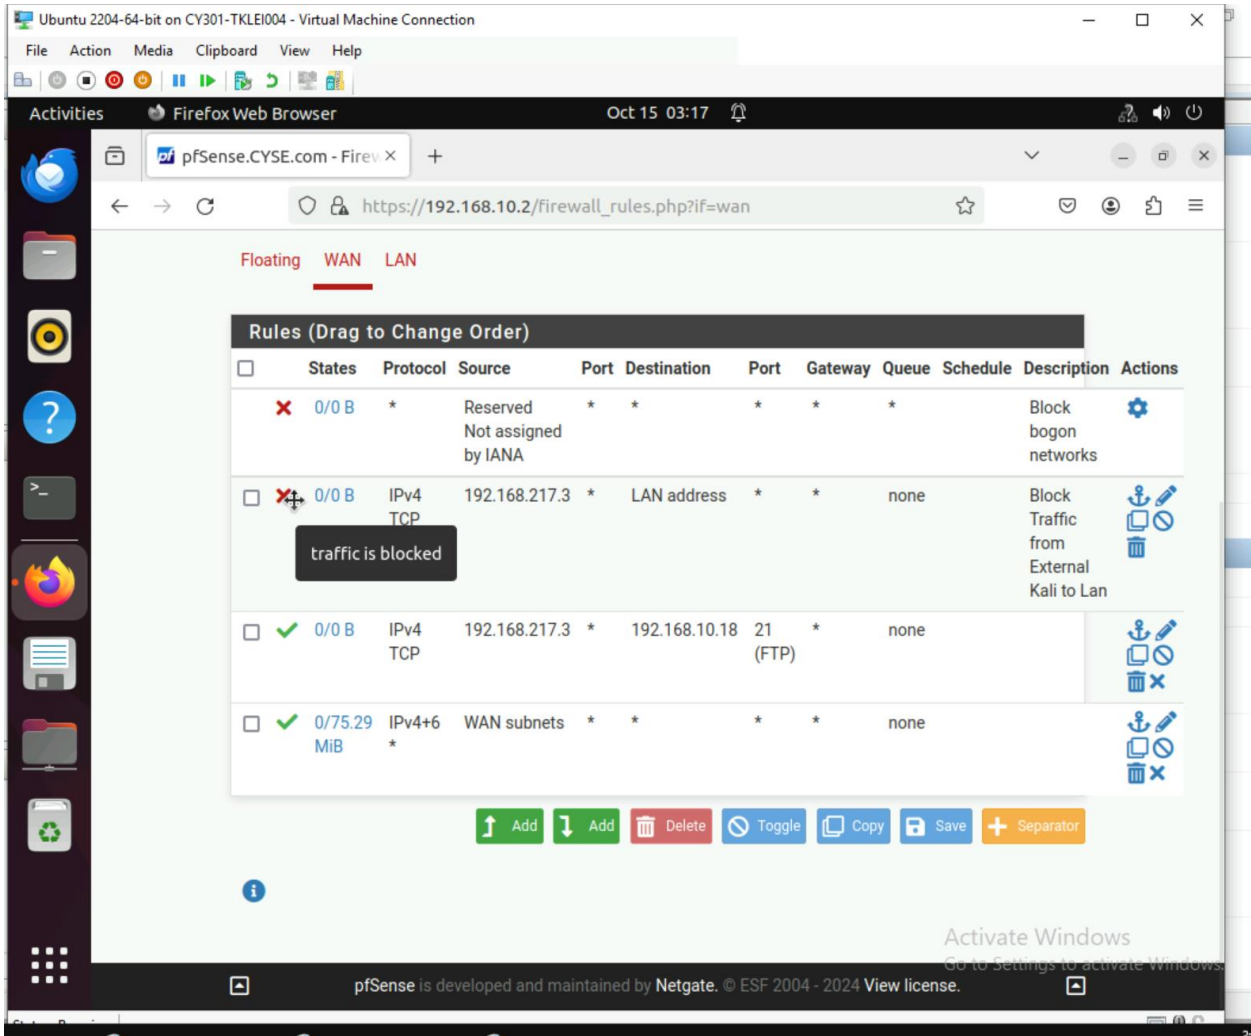 Ubuntu 2204-64-bit on CY301-TKLEI004 - Virtual Machine Connection
File Action Media Clipboard View Help
Activities Firefox Web Browser Oct 15 03:17
pfSense.CYSE.com - Firew
https://192.168.10.2/firewall_rules.php?if=wan
Floating WAN LAN
Rules (Drag to Change Order)
States Protocol Source Port Destination Port Gateway Queue Schedule Description Actions
0/0 B * Reserved * * * * * Block
Not assigned bogon
by IANA networks
0/0 B IPv4 192.168.217.3 * LAN address * * none Block
TCP Traffic
traffic is blocked from
External
Kali to Lan
0/0 B IPv4 192.168.217.3 * 192.168.10.18 21 * none
TCP (FTP)
0/75.29 IPv4+6 WAN subnets * * * * none
MiB *
Add Add Delete Toggle Copy Save Separator
Activate Windows
Go to Settings to activate Windows.
pfSense is developed and maintained by Netgate. © ESF 2004 - 2024 View license.